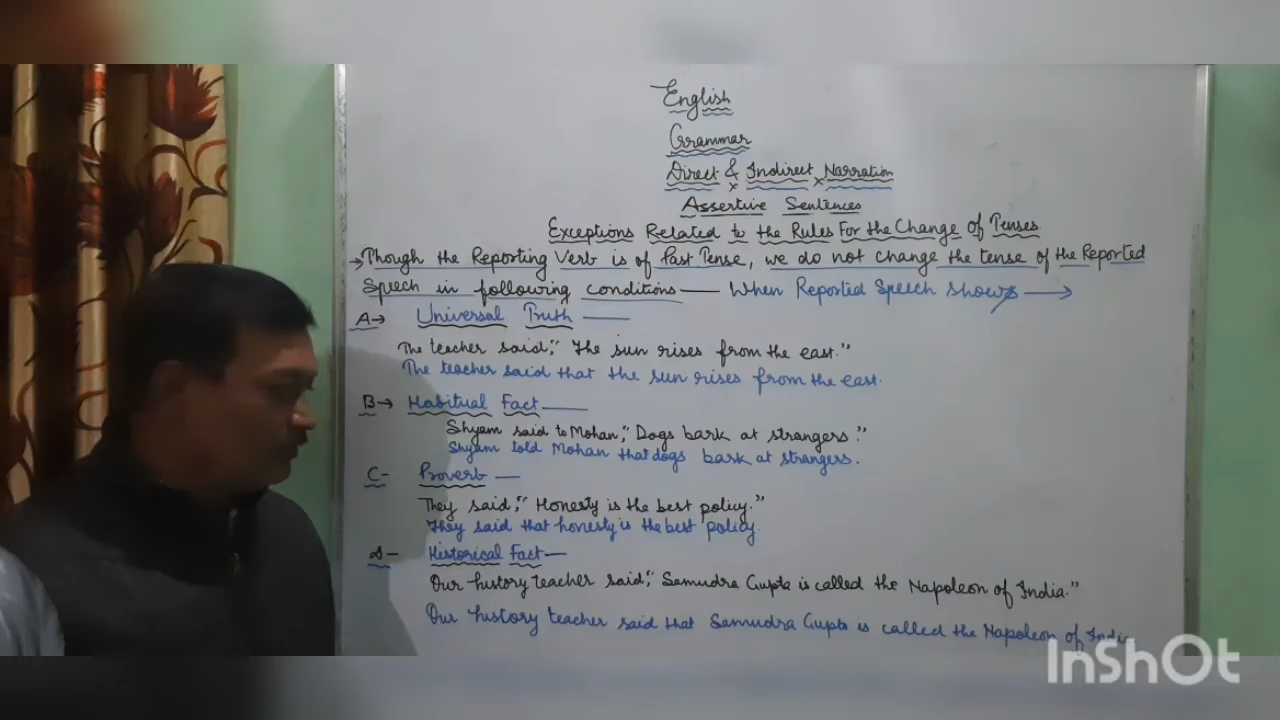 English
Grammar
Direct & Indirect Narration
Assertive Sentences
Exceptions Related to the Rules For the Change of Tenses
→ Though the Reporting Verb is of Past Tense, we do not change the tense of the Reported
Speech in following conditions — When Reported Speech shows →
A→ Universal Truth —
The teacher said, "The sun rises from the east."
The teacher said that the sun rises from the east.
B→ Habitual Fact —
Shyam said to Mohan, "Dogs bark at strangers."
Shyam told Mohan that dogs bark at strangers.
C- Proverb —
They said, "Honesty is the best policy."
They said that honesty is the best policy.
D- Historical Fact —
Our history teacher said, "Samudra Gupta is called the Napoleon of India."
Our history teacher said that Samudra Gupta is called the Napoleon of India
InShOt